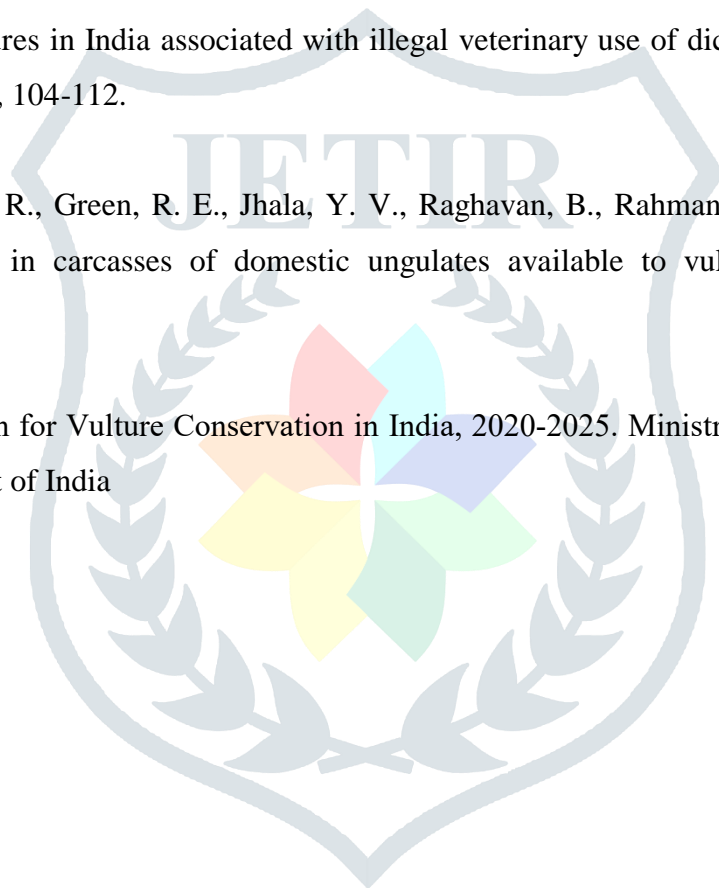 res in India associated with illegal veterinary use of dic
, 104-112.
JETIR
R., Green, R. E., Jhala, Y. V., Raghavan, B., Rahman
in carcasses of domestic ungulates available to vul
n for Vulture Conservation in India, 2020-2025. Ministr
t of India